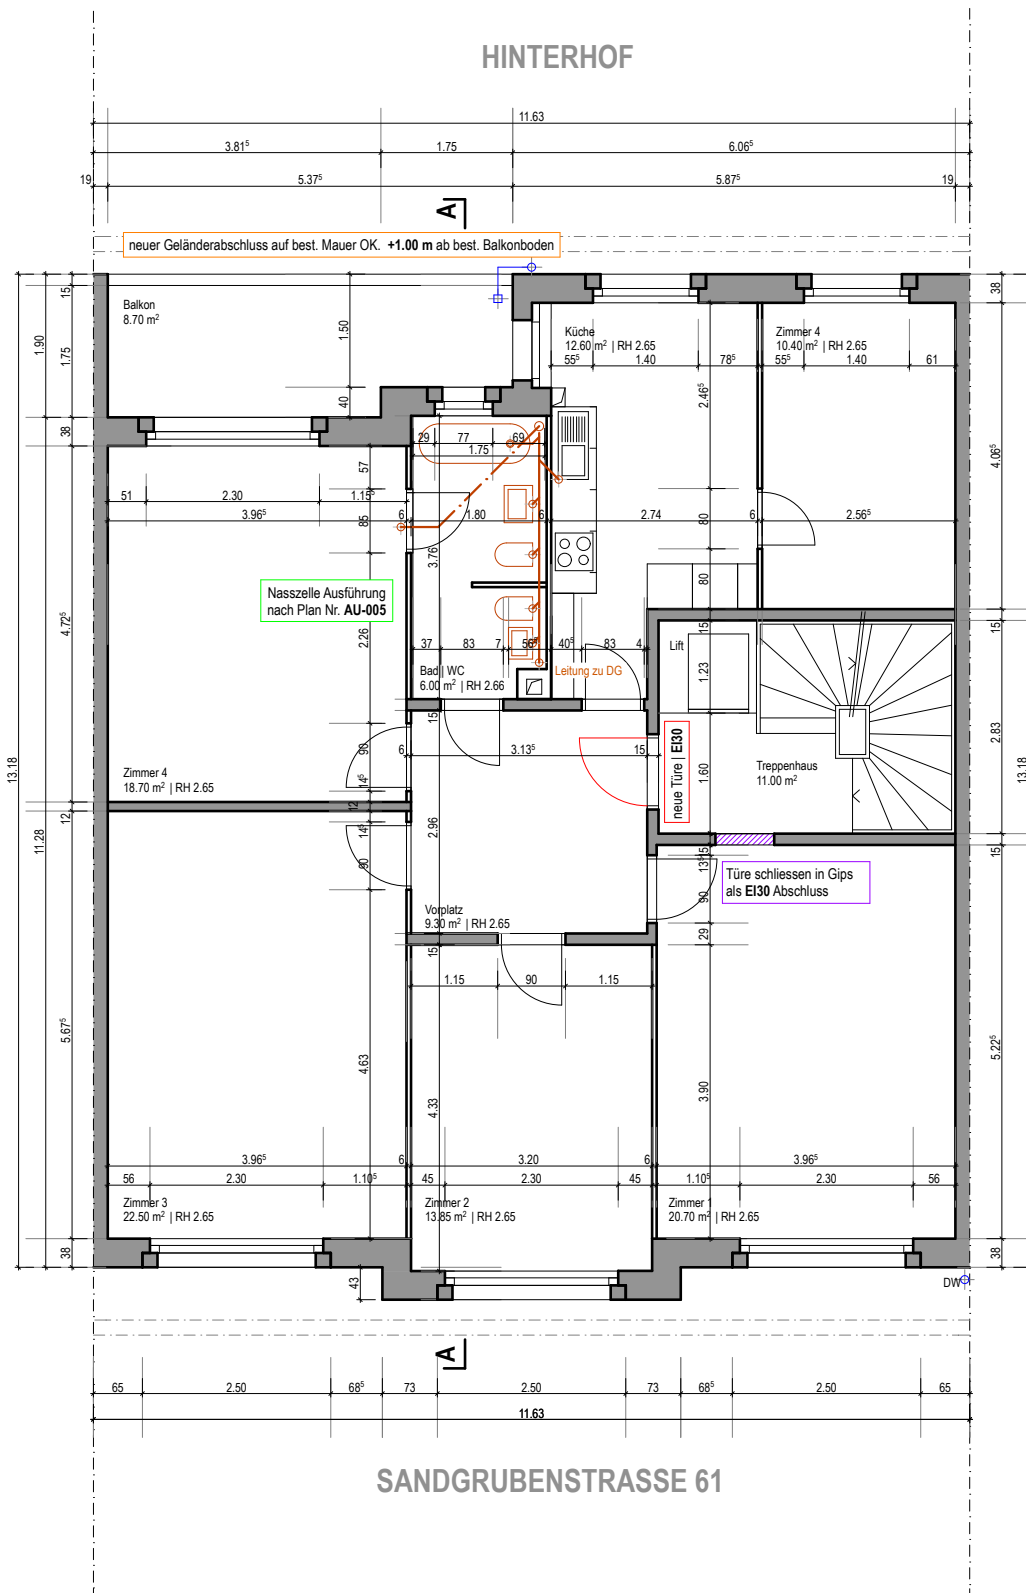 HINTERHOF
11.63
3.81⁵ 1.75 6.06⁵
19 5.37⁵ 5.87⁵ 19
A
neuer Geländerabschluss auf best. Mauer OK. +1.00 m ab best. Balkonboden
15 38
Balkon
8.70 m²
1.50
1.90 1.75
Küche
12.60 m² | RH 2.65
Zimmer 4
10.40 m² | RH 2.65
55⁵ 1.40 78⁵ 55⁵ 1.40 61
2.46⁵
40
38
4.06⁵
29 77 69
1.75
57
51 2.30 1.15⁵
3.96⁵ 6 1.80 6 2.74 6 2.56⁵
85 80
3.76
80
Nasszelle Ausführung
nach Plan Nr. AU-005
4.72⁵
2.26
15 15
37 83 7 56⁵ 40⁵ 83 4
Lift
1.23
Bad | WC
6.00 m² | RH 2.66
Leitung zu DG
15
2.83
90 6 3.13⁵ 15
neue Türe | EI30
1.60
Treppenhaus
11.00 m²
Zimmer 4
18.70 m² | RH 2.65
14⁵
13.18 13.18
12 12
11.28
14⁵ 2.96
90
15 13⁵ 15
Türe schliessen in Gips
als EI30 Abschluss
90
Vorplatz
9.30 m² | RH 2.65
29
15
1.15 90 1.15
5.67⁵ 5.22⁵
4.63 4.33 3.90
3.96⁵ 6 3.20 6 3.96⁵
56 2.30 1.10⁵ 45 2.30 45 1.10⁵ 2.30 56
Zimmer 3
22.50 m² | RH 2.65
Zimmer 2
13.85 m² | RH 2.65
Zimmer 1
20.70 m² | RH 2.65
38 38
43
DW
A
65 2.50 68⁵ 73 2.50 73 68⁵ 2.50 65
11.63
SANDGRUBENSTRASSE 61